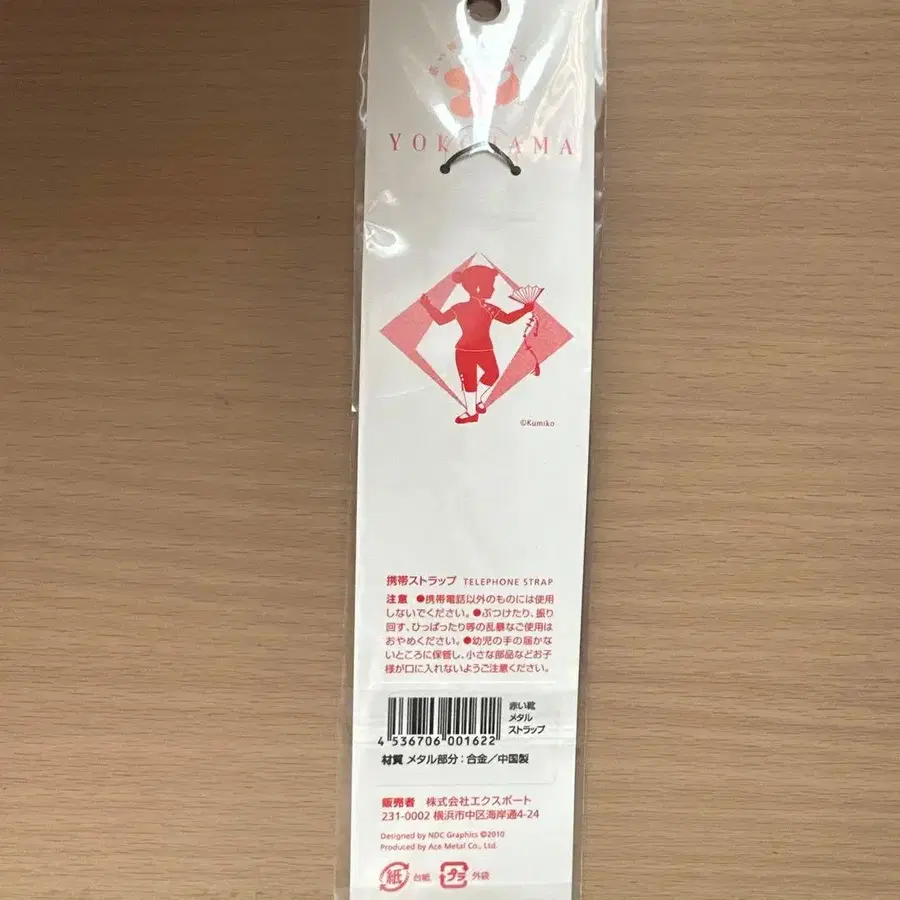 YOKOHAMA
©Kumiko
携帯ストラップ TELEPHONE STRAP
注意 ●携帯電話以外のものには使用
しないでください。●ぶつけたり、振り
回す、ひっぱったり等の乱暴なご使用は
おやめください。●幼児の手の届かな
いところに保管し、小さな部品などお子
様が口に入れないようご注意ください。
赤い靴
メタル
ストラップ
4 536706 001622
材質 メタル部分:合金/中国製
販売者 株式会社エクスポート
231-0002 横浜市中区海岸通4-24
Designed by NDC Graphics ©2010
Produced by Ace Metal Co., Ltd.
紙 台紙 プラ 外袋